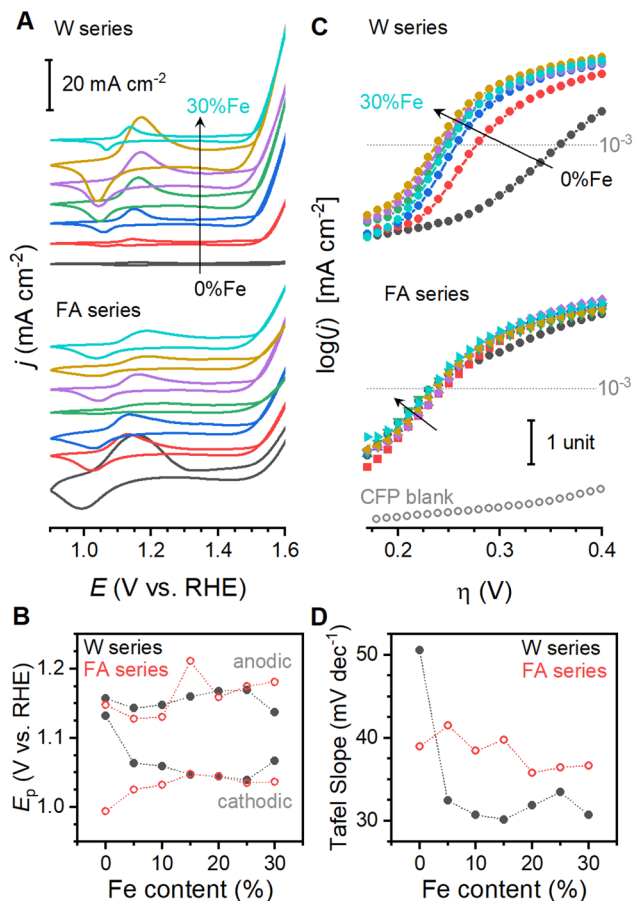 A
W series
20 mA cm⁻²
30%Fe
0%Fe
FA series
j (mA cm⁻²)
1.0 1.2 1.4 1.6
E (V vs. RHE)
C
W series
30%Fe
10⁻³
0%Fe
FA series
10⁻³
1 unit
CFP blank
log(j) [mA cm⁻²]
0.2 0.3 0.4
η (V)
B
W series
FA series
anodic
cathodic
1.2
1.1
1.0
Eₚ (V vs. RHE)
0 5 10 15 20 25 30
Fe content (%)
D
W series
FA series
50
40
30
Tafel Slope (mV dec⁻¹)
0 5 10 15 20 25 30
Fe content (%)